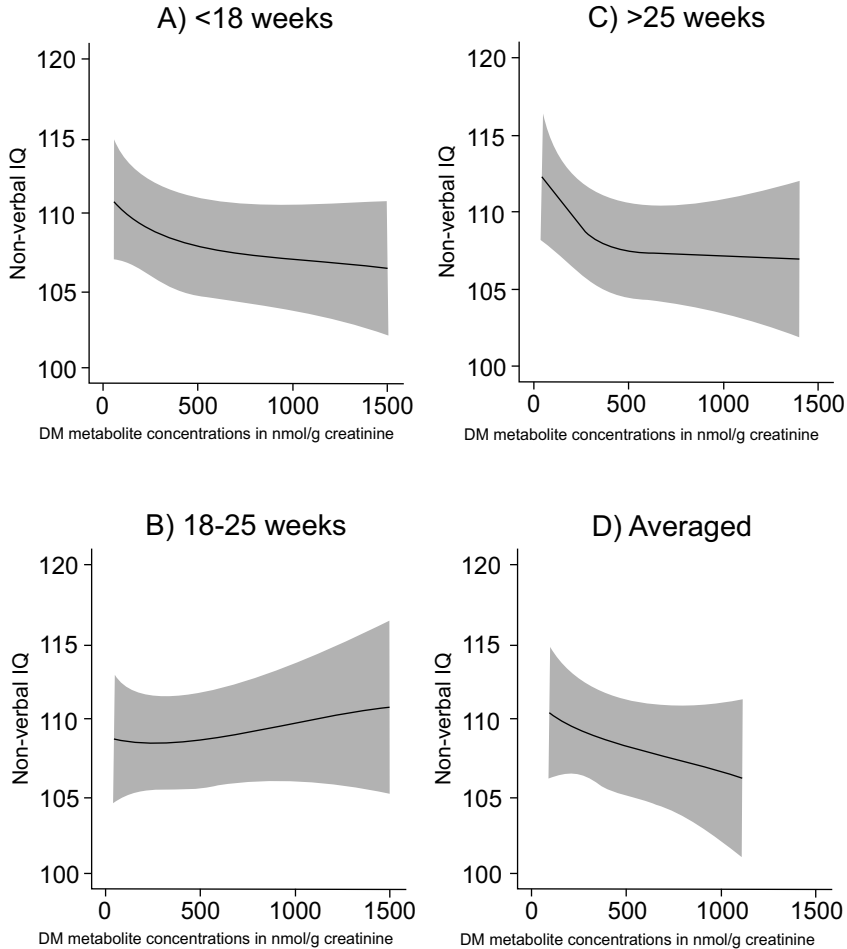 A) <18 weeks
120
115
110
105
100
Non-verbal IQ
0 500 1000 1500
DM metabolite concentrations in nmol/g creatinine
C) >25 weeks
120
115
110
105
100
Non-verbal IQ
0 500 1000 1500
DM metabolite concentrations in nmol/g creatinine
B) 18-25 weeks
120
115
110
105
100
Non-verbal IQ
0 500 1000 1500
DM metabolite concentrations in nmol/g creatinine
D) Averaged
120
115
110
105
100
Non-verbal IQ
0 500 1000 1500
DM metabolite concentrations in nmol/g creatinine